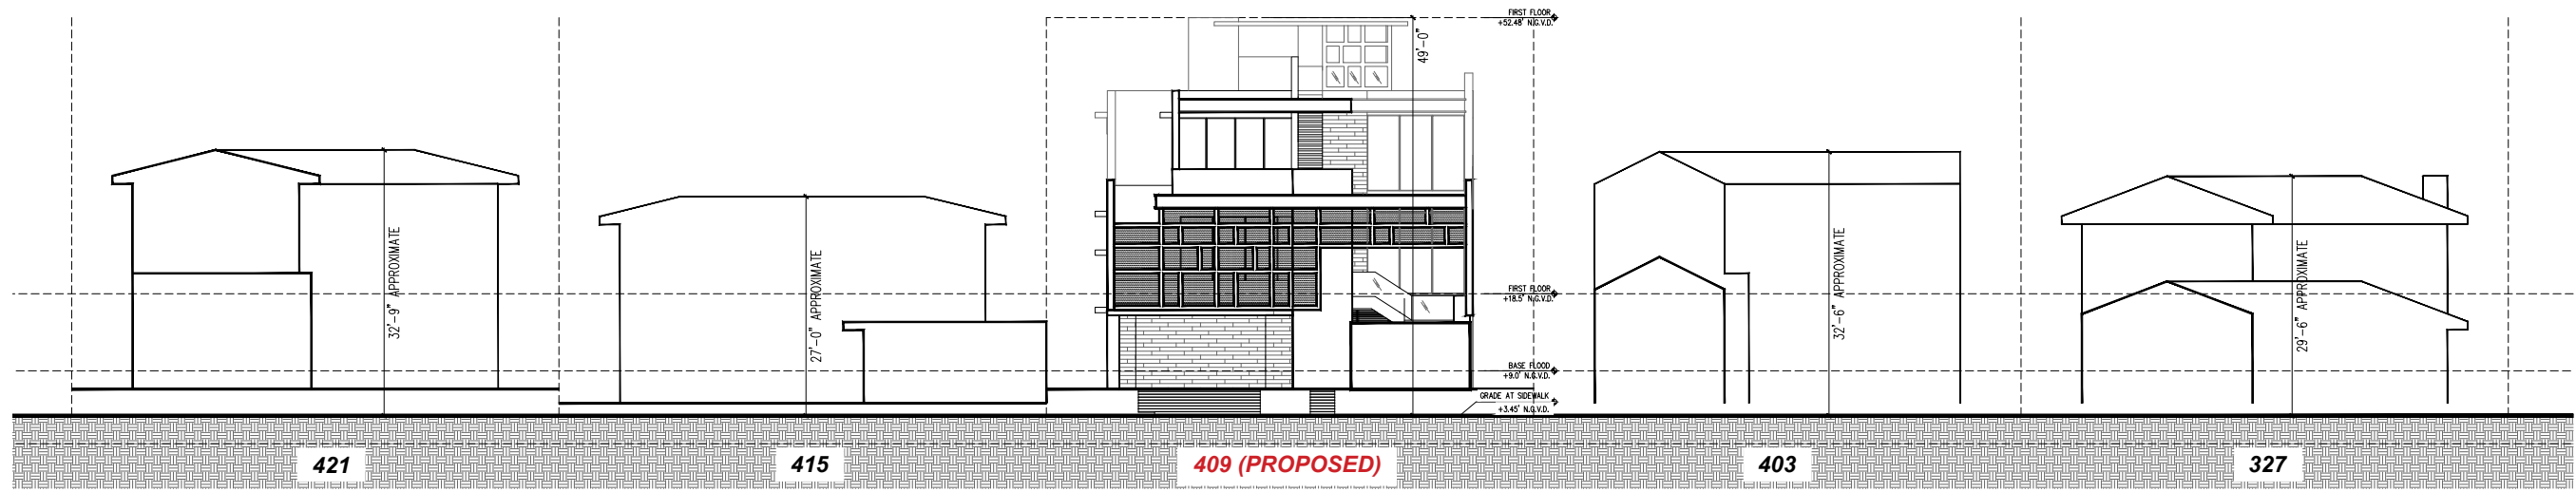 FIRST FLOOR
+52.48' N.G.V.D.
49'-0"
32'-9" APPROXIMATE
27'-0" APPROXIMATE
FIRST FLOOR
+18.5' N.G.V.D.
32'-6" APPROXIMATE
29'-6" APPROXIMATE
BASE FLOOD
+9.0' N.G.V.D.
GRADE AT SIDEWALK
+3.45' N.G.V.D.
421
415
409 (PROPOSED)
403
327